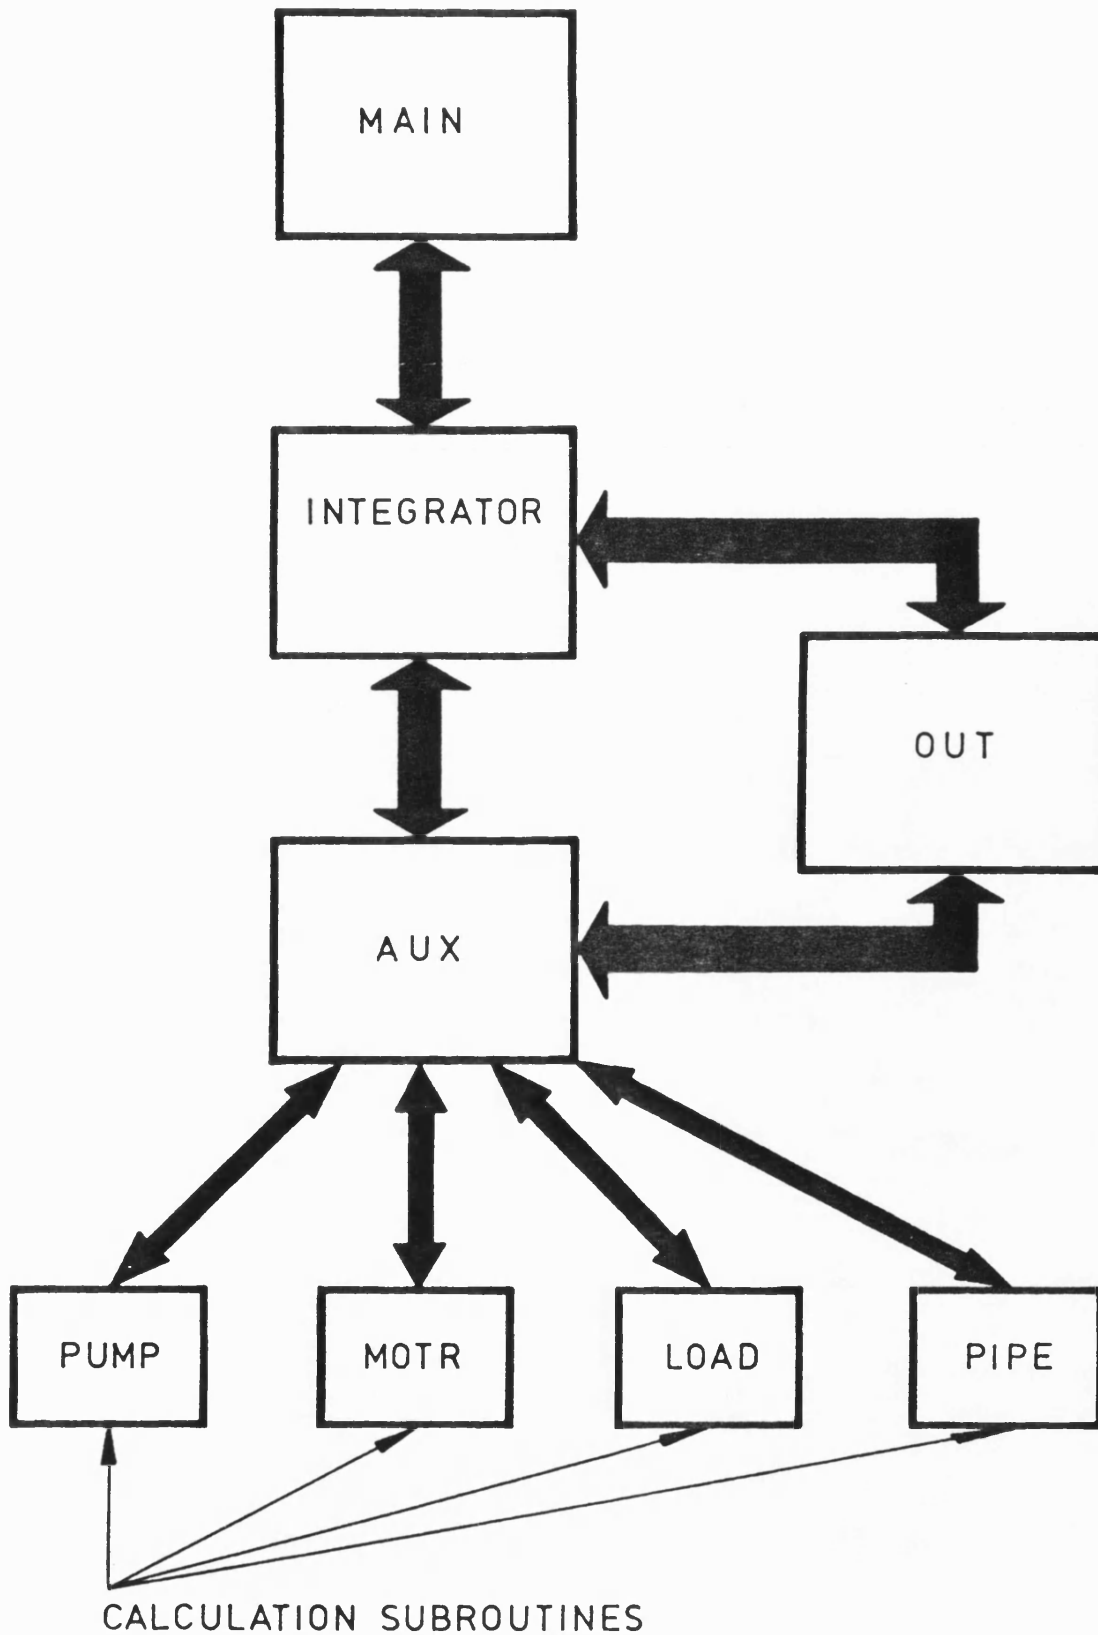 MAIN
INTEGRATOR
OUT
AUX
PUMP
MOTR
LOAD
PIPE
CALCULATION SUBROUTINES